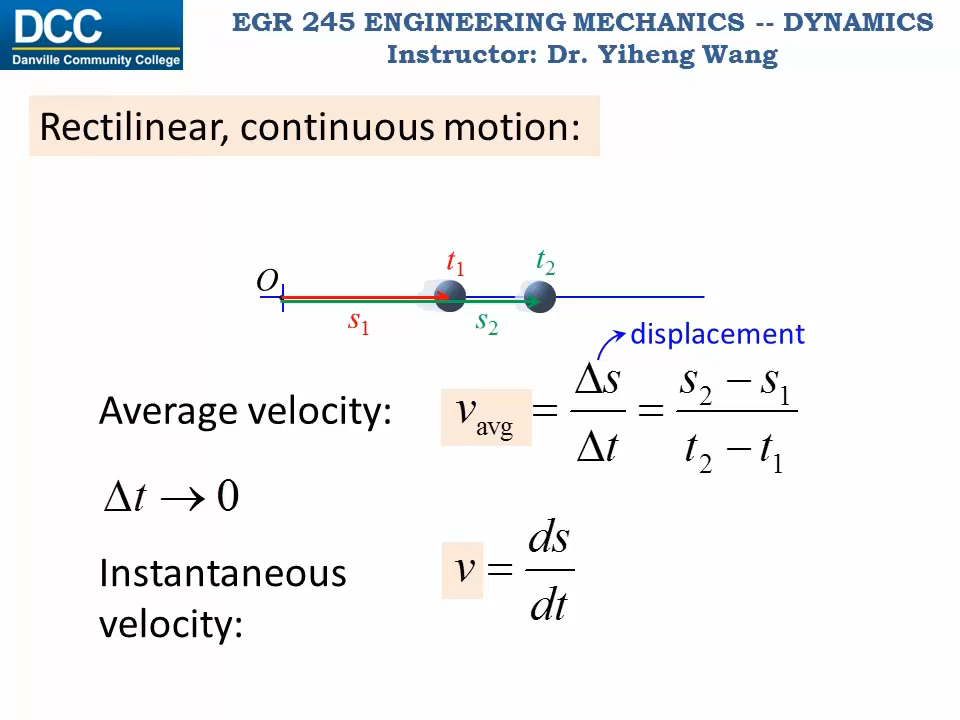 DCC
Danville Community College
EGR 245 ENGINEERING MECHANICS -- DYNAMICS
Instructor: Dr. Yiheng Wang
Rectilinear, continuous motion:
O
t₁
t₂
s₁
s₂
displacement
Average velocity: v_avg = Δs/Δt = (s₂ − s₁)/(t₂ − t₁)
Δt → 0
Instantaneous
velocity:
v = ds/dt